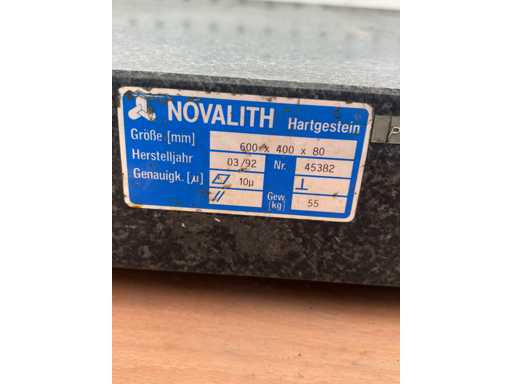 NOVALITH Hartgestein
Größe [mm] 600 x 400 x 80
Herstelljahr 03/92 Nr. 45382
Genauigk. [µ] ▱ 10µ ⊥
// Gew. [kg] 55
P